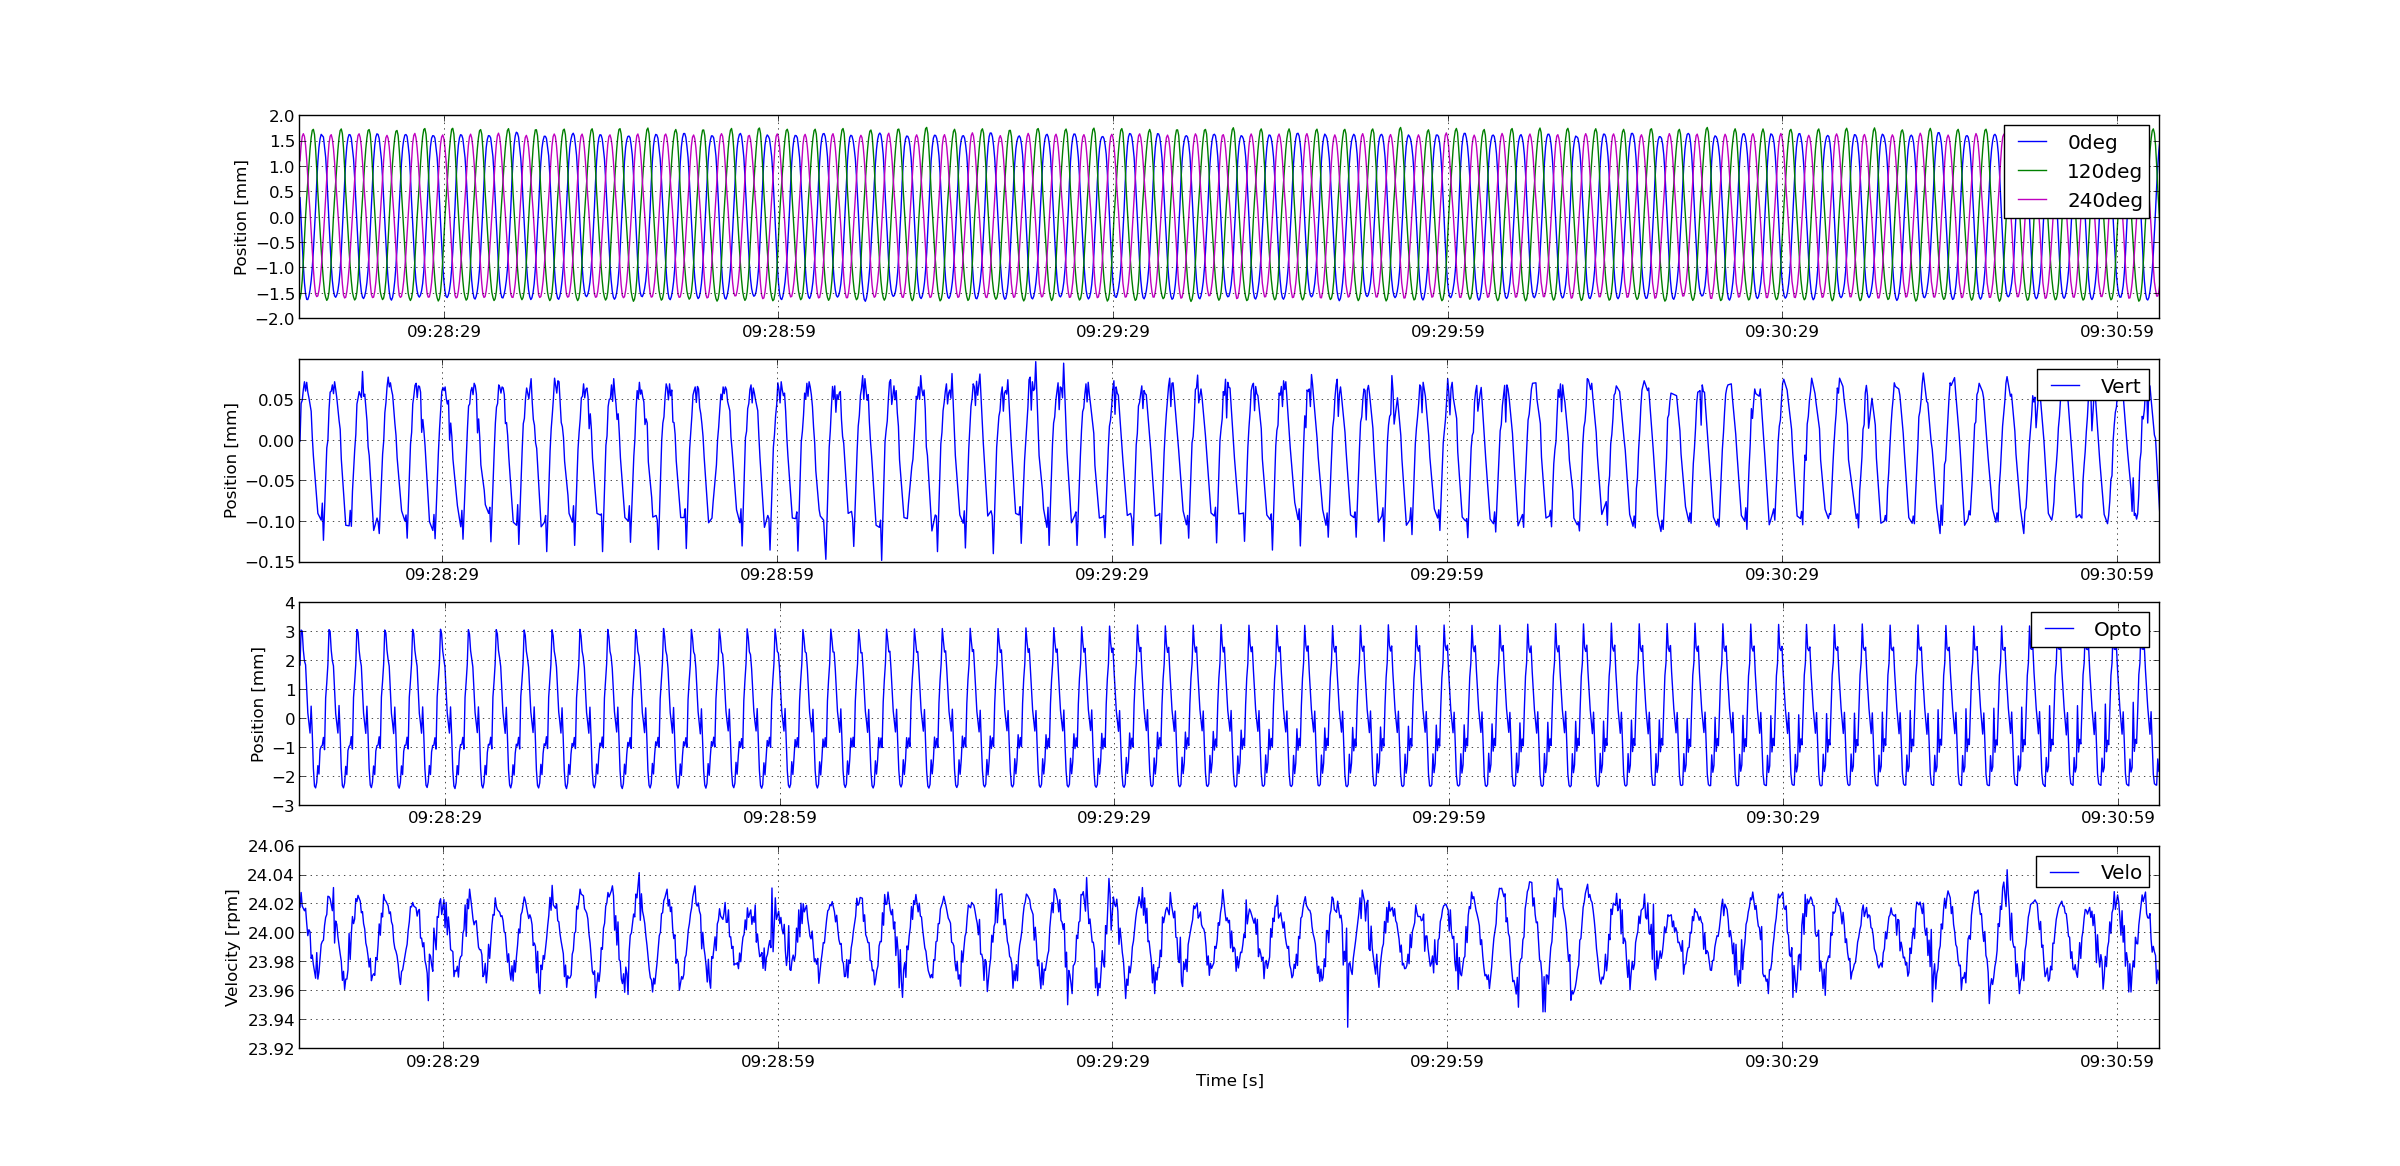 2.0
1.5
1.0
0.5
0.0
−0.5
−1.0
−1.5
−2.0
Position [mm]
0deg
120deg
240deg
09:28:29 09:28:59 09:29:29 09:29:59 09:30:29 09:30:59
0.05
0.00
−0.05
−0.10
−0.15
Position [mm]
Vert
09:28:29 09:28:59 09:29:29 09:29:59 09:30:29 09:30:59
4
3
2
1
0
−1
−2
−3
Position [mm]
Opto
09:28:29 09:28:59 09:29:29 09:29:59 09:30:29 09:30:59
24.06
24.04
24.02
24.00
23.98
23.96
23.94
23.92
Velocity [rpm]
Velo
09:28:29 09:28:59 09:29:29 09:29:59 09:30:29 09:30:59
Time [s]